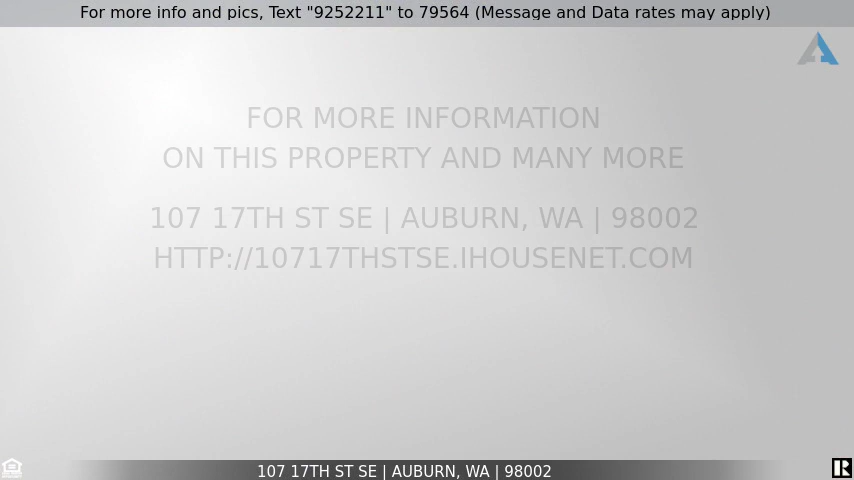 For more info and pics, Text "9252211" to 79564 (Message and Data rates may apply)
FOR MORE INFORMATION
ON THIS PROPERTY AND MANY MORE
107 17TH ST SE | AUBURN, WA | 98002
HTTP://10717THSTSE.IHOUSENET.COM
107 17TH ST SE | AUBURN, WA | 98002